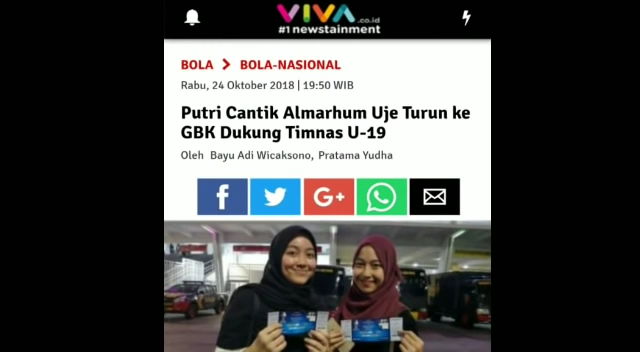 VIVA.co.id
#1 newstainment
BOLA > BOLA-NASIONAL
Rabu, 24 Oktober 2018 | 19:50 WIB
Putri Cantik Almarhum Uje Turun ke
GBK Dukung Timnas U-19
Oleh Bayu Adi Wicaksono, Pratama Yudha
f G+